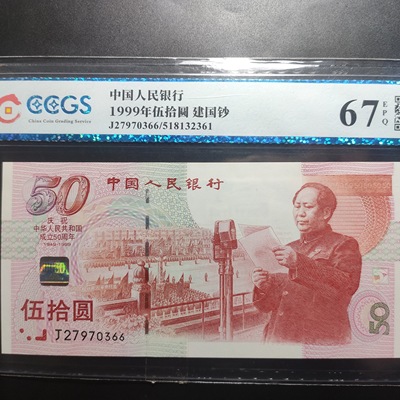 CCGS
China Coin Grading Service
中国人民银行
1999年伍拾圆 建国钞
J27970366/518132361
67 EPQ
50
中国人民银行
庆祝
中华人民共和国
成立50周年
1949-1999
伍拾圆
J27970366
50